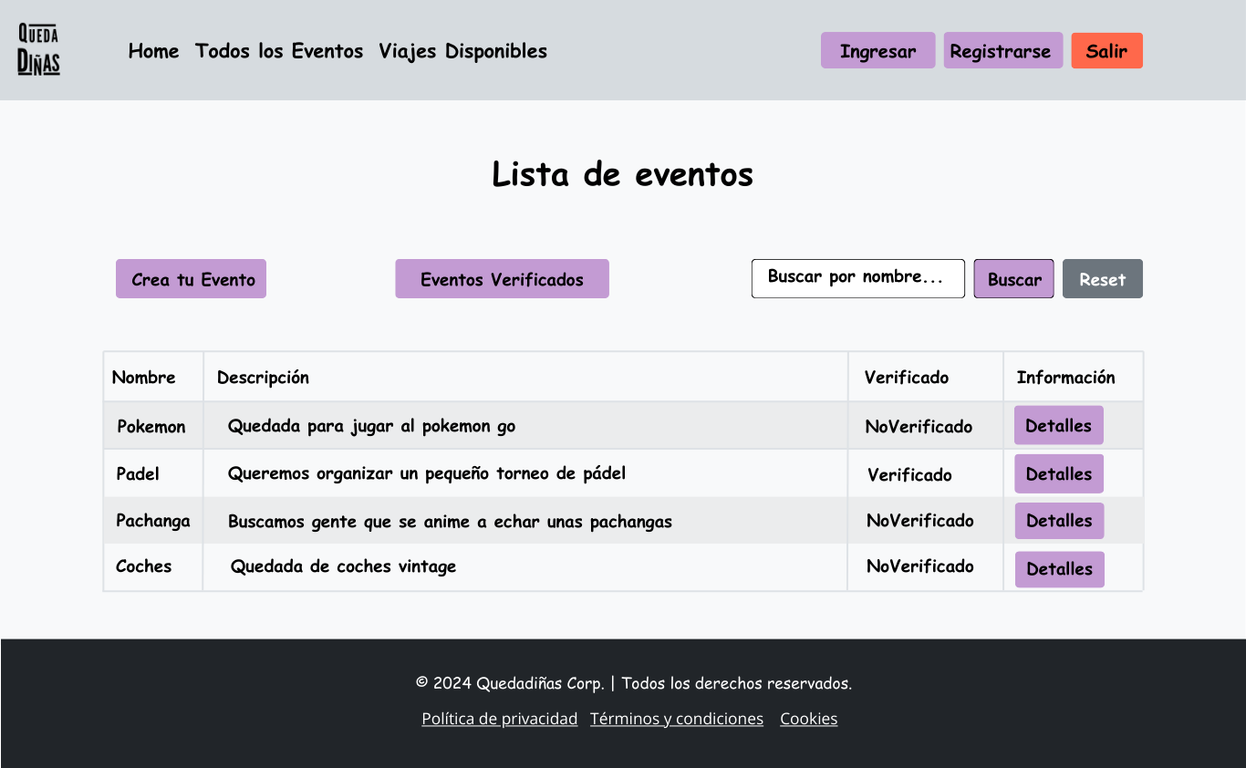 QUEDA
DIÑAS
Home Todos los Eventos Viajes Disponibles Ingresar Registrarse Salir
Lista de eventos
Crea tu Evento Eventos Verificados Buscar por nombre... Buscar Reset
Nombre Descripción Verificado Información
Pokemon Quedada para jugar al pokemon go NoVerificado Detalles
Padel Queremos organizar un pequeño torneo de pádel Verificado Detalles
Pachanga Buscamos gente que se anime a echar unas pachangas NoVerificado Detalles
Coches Quedada de coches vintage NoVerificado Detalles
© 2024 Quedadiñas Corp. | Todos los derechos reservados.
Política de privacidad Términos y condiciones Cookies